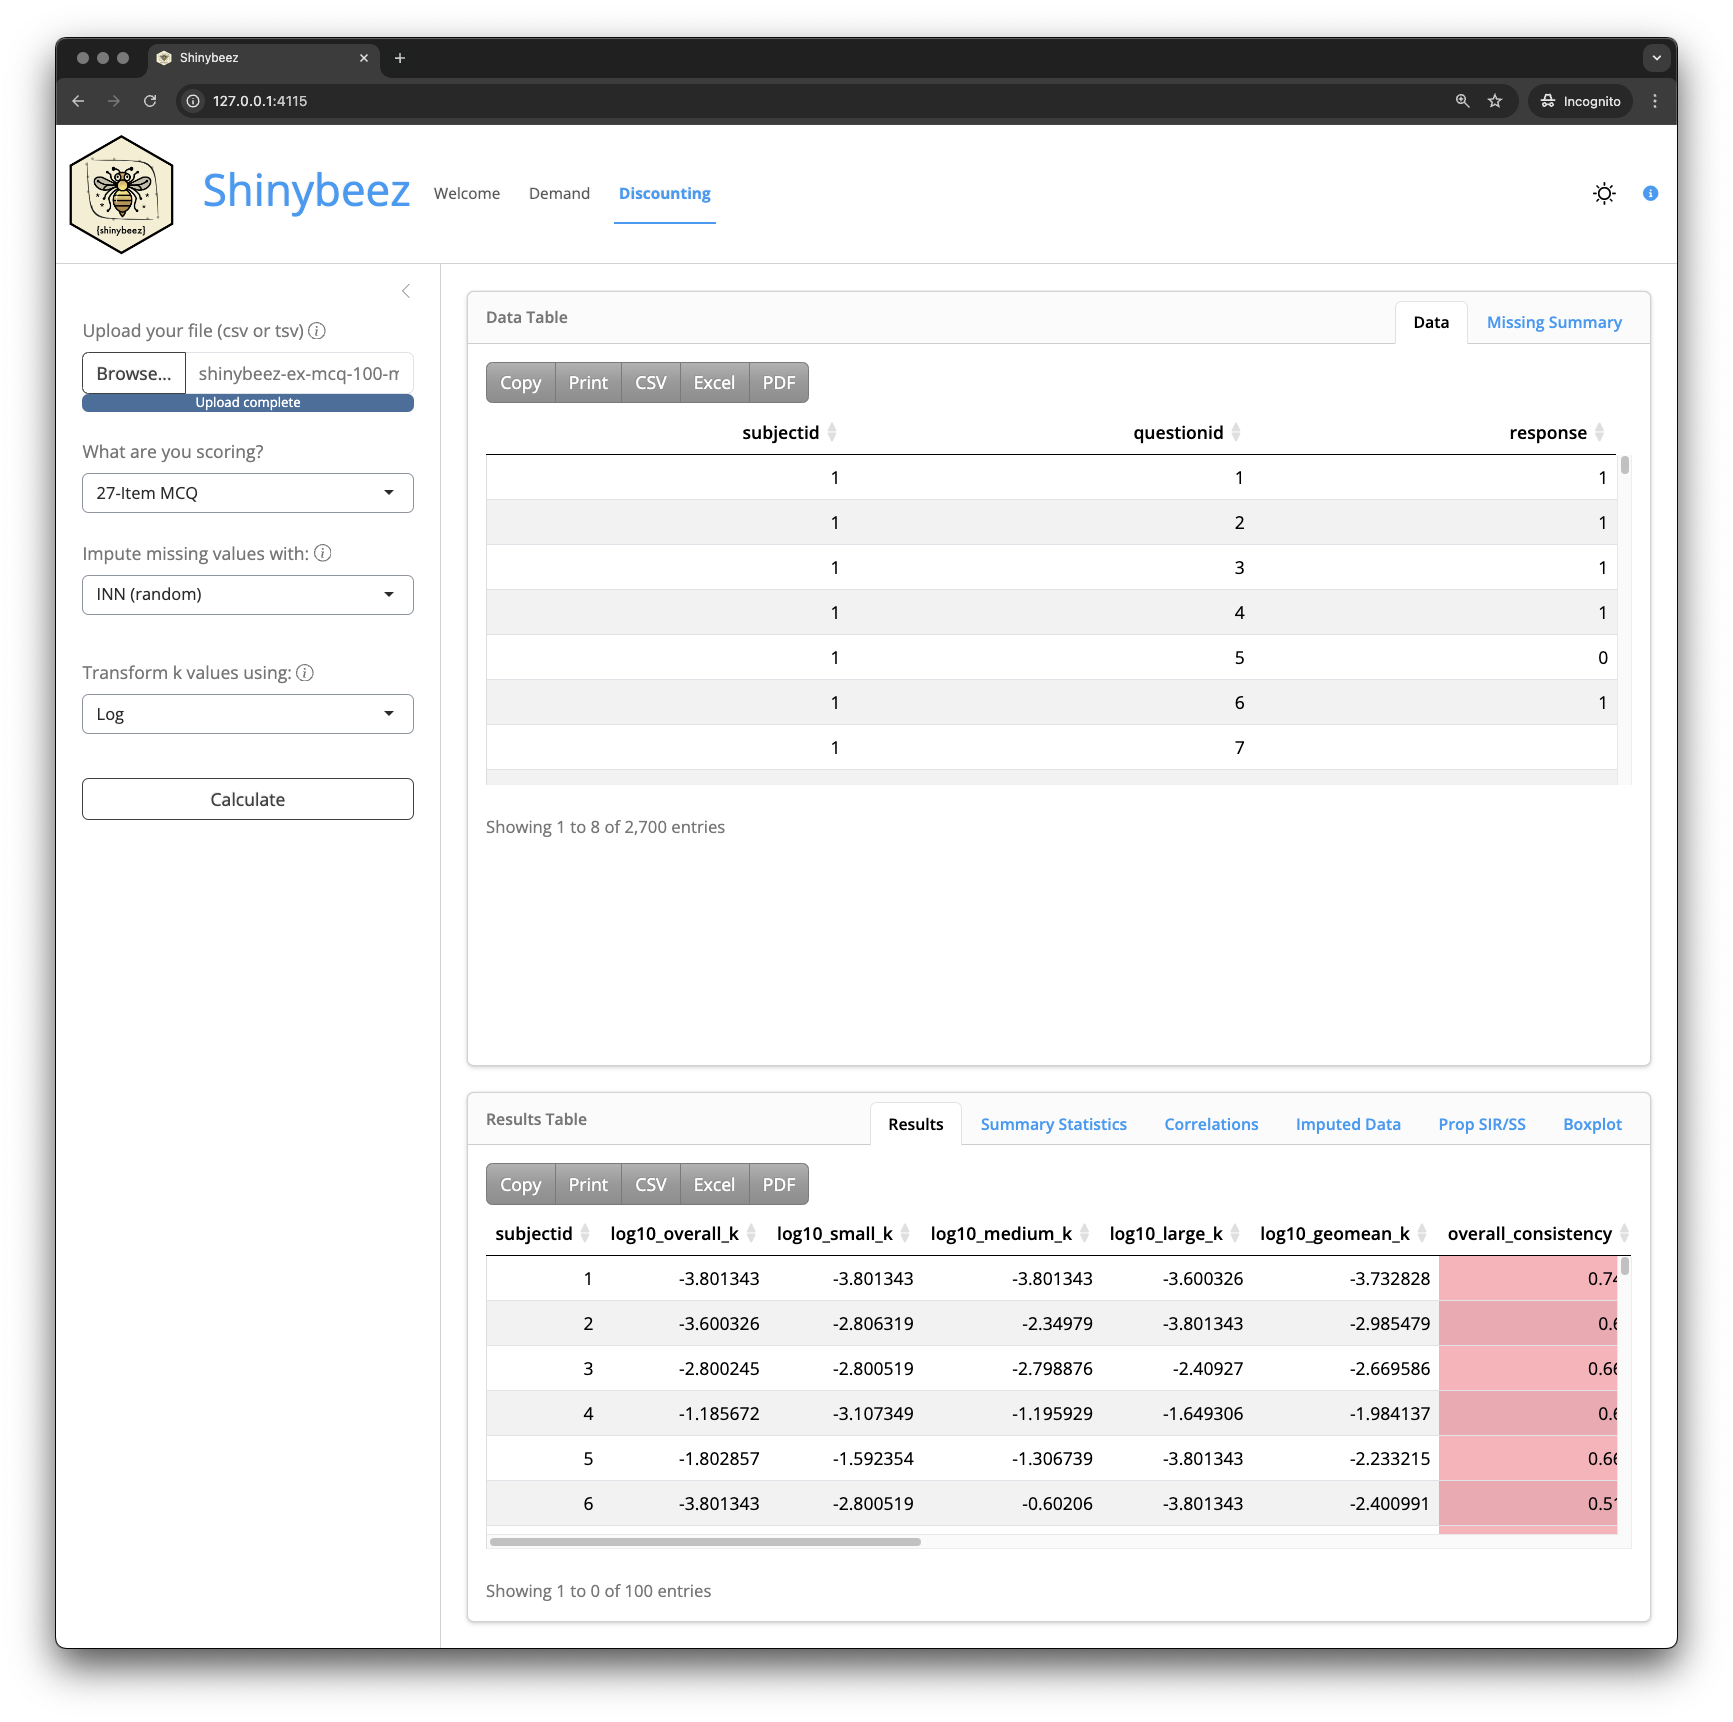 Shinybeez
127.0.0.1:4115
Incognito
{shinybeez}
Shinybeez Welcome Demand Discounting
Upload your file (csv or tsv)
Browse... shinybeez-ex-mcq-100-m
Upload complete
What are you scoring?
27-Item MCQ
Impute missing values with:
INN (random)
Transform k values using:
Log
Calculate
Data Table Data Missing Summary
Copy Print CSV Excel PDF
subjectid questionid response
1 1 1
1 2 1
1 3 1
1 4 1
1 5 0
1 6 1
1 7
Showing 1 to 8 of 2,700 entries
Results Table Results Summary Statistics Correlations Imputed Data Prop SIR/SS Boxplot
Copy Print CSV Excel PDF
subjectid log10_overall_k log10_small_k log10_medium_k log10_large_k log10_geomean_k overall_consistency
1 -3.801343 -3.801343 -3.801343 -3.600326 -3.732828 0.74
2 -3.600326 -2.806319 -2.34979 -3.801343 -2.985479 0.6
3 -2.800245 -2.800519 -2.798876 -2.40927 -2.669586 0.66
4 -1.185672 -3.107349 -1.195929 -1.649306 -1.984137 0.6
5 -1.802857 -1.592354 -1.306739 -3.801343 -2.233215 0.66
6 -3.801343 -2.800519 -0.60206 -3.801343 -2.400991 0.51
Showing 1 to 0 of 100 entries